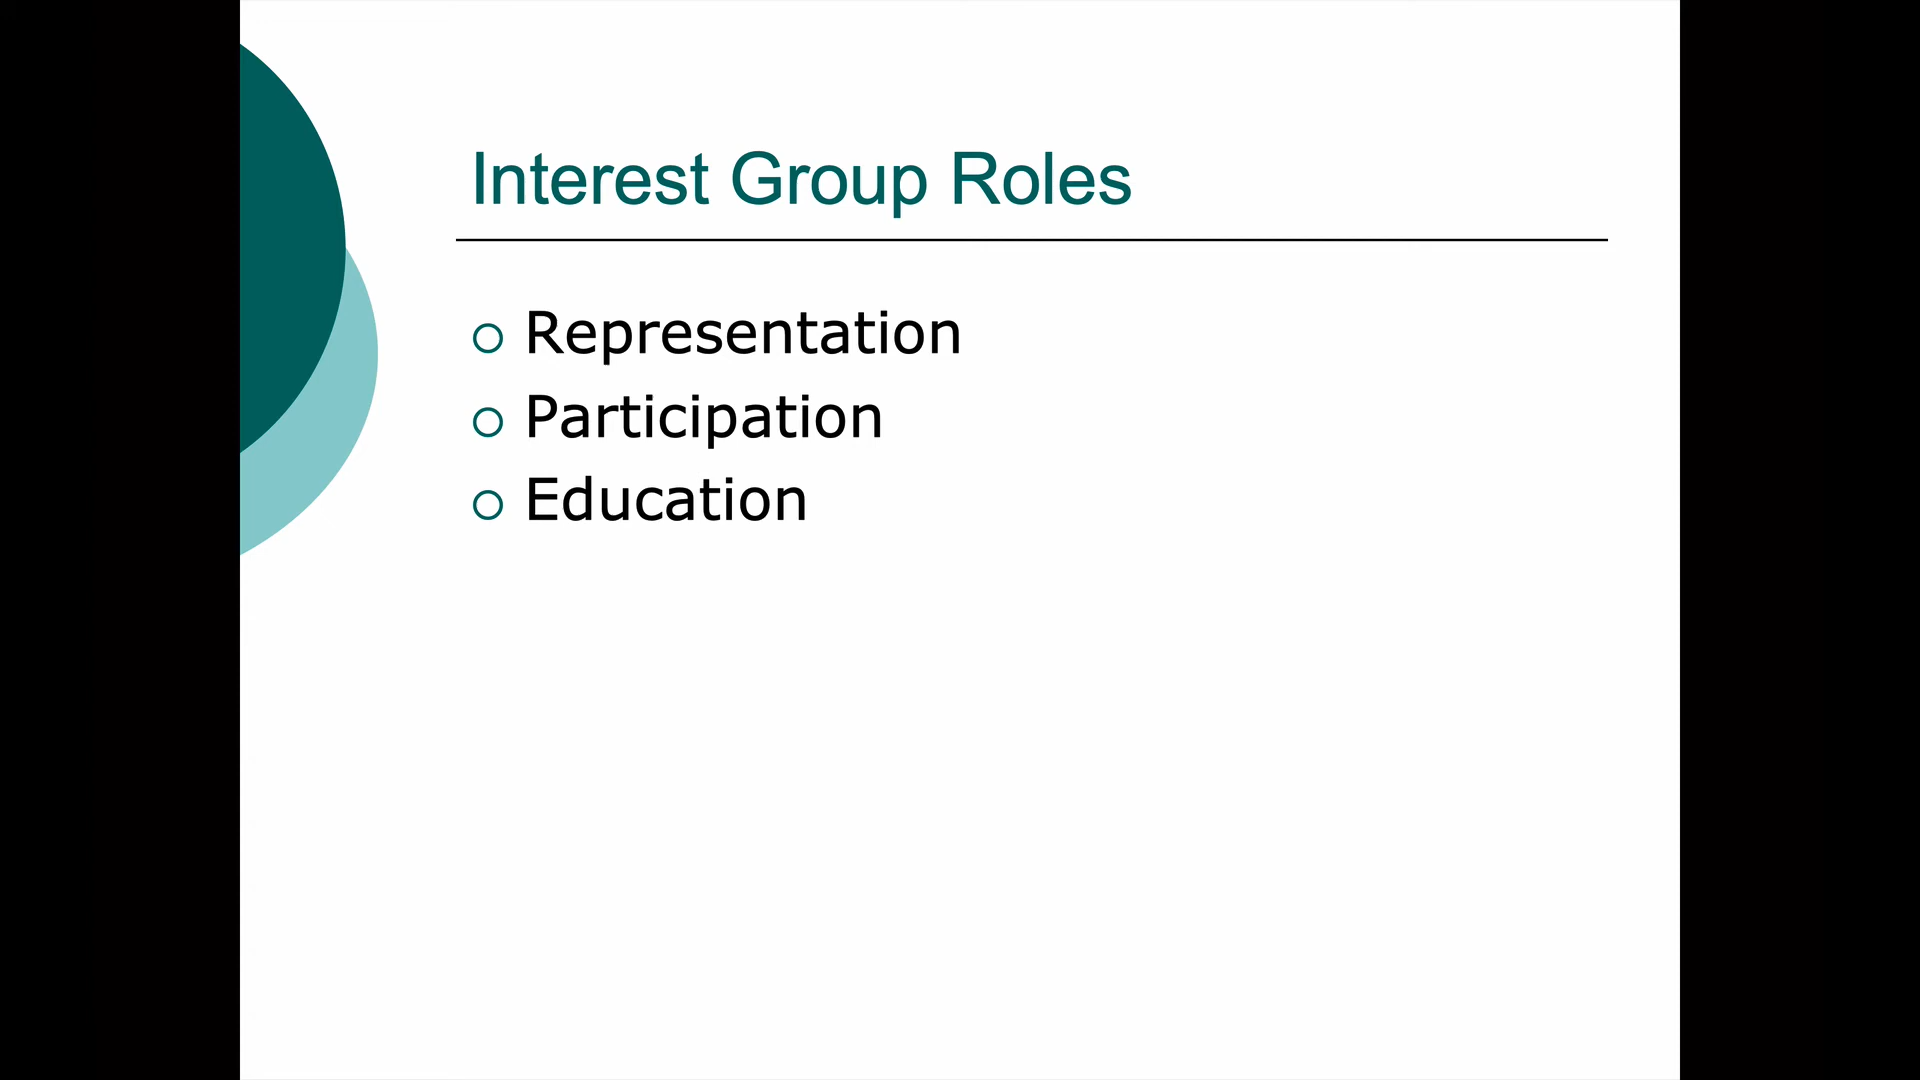 Interest Group Roles
Representation
Participation
Education